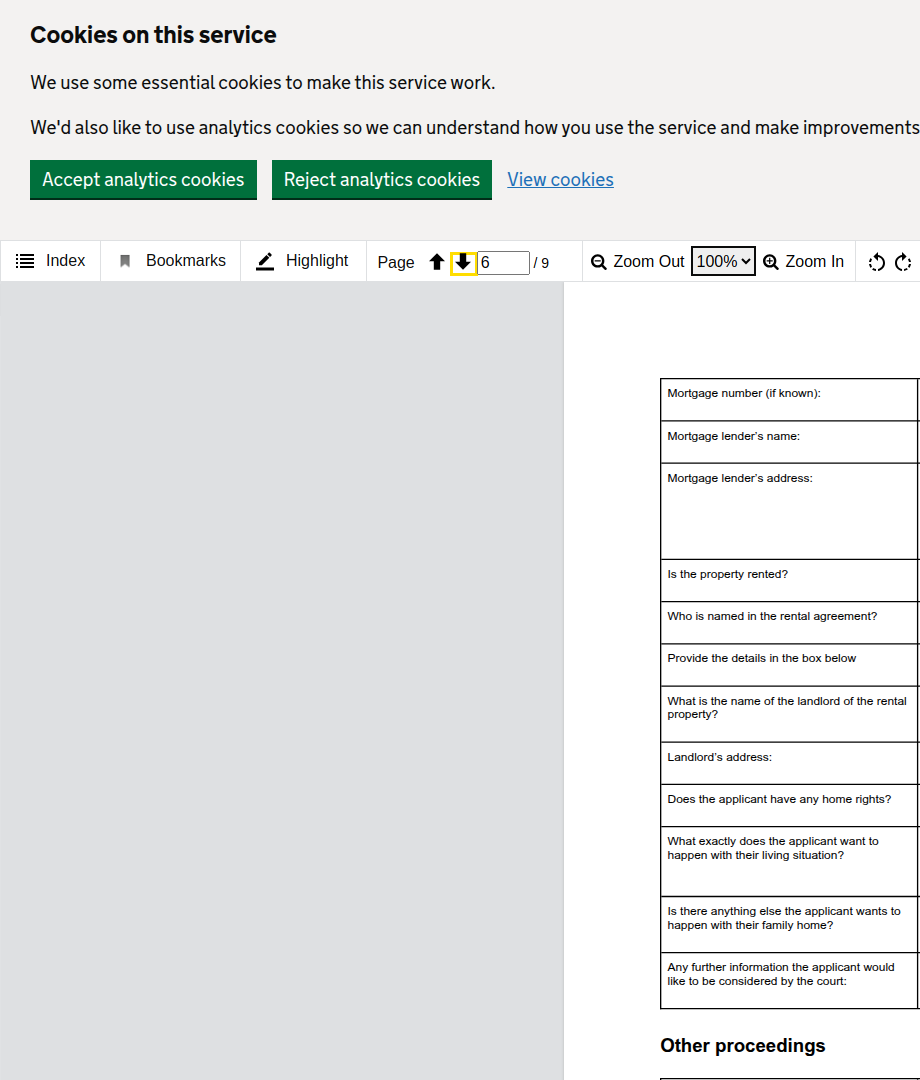 Cookies on this service
We use some essential cookies to make this service work.
We'd also like to use analytics cookies so we can understand how you use the service and make improvements
Accept analytics cookies Reject analytics cookies View cookies
Index Bookmarks Highlight Page 6 / 9 Zoom Out 100% Zoom In
Mortgage number (if known):
Mortgage lender's name:
Mortgage lender's address:
Is the property rented?
Who is named in the rental agreement?
Provide the details in the box below
What is the name of the landlord of the rental
property?
Landlord's address:
Does the applicant have any home rights?
What exactly does the applicant want to
happen with their living situation?
Is there anything else the applicant wants to
happen with their family home?
Any further information the applicant would
like to be considered by the court:
Other proceedings